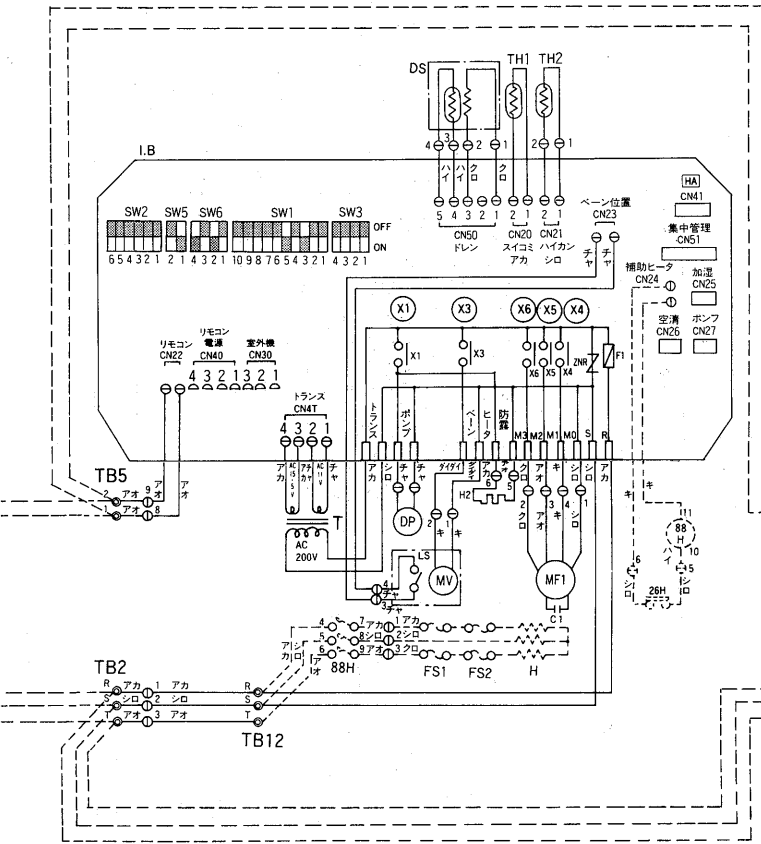 DS
TH1 TH2
4 3 2 1 2 1
I.B
ハイ ハイ クロ クロ
5 4 3 2 1 2 1 2 1
CN50 CN20 CN21
ドレン スイコミ ハイカン
アカ シロ
ベーン位置
CN23
チャ チャ
HA
CN41
集中管理
CN51
補助ヒータ
CN24
加湿
CN25
空清
CN26
ポンプ
CN27
SW2 SW5 SW6 SW1 SW3
OFF
ON
6 5 4 3 2 1 2 1 4 3 2 1 10 9 8 7 6 5 4 3 2 1 4 3 2 1
X1 X3 X6 X5 X4
X1 X3 X6 X5 X4 ZNR F1
リモコン
CN22
リモコン
電源
CN40
室外機
CN30
4 3 2 1 3 2 1
トランス
CN4T
4 3 2 1
トランス ポンプ ベーン ヒータ 防露 M3 M2 M1 M0 S R
アカ AC15.5V アカ チャ AC11V チャ
アカ シロ チャ チャ ダイダイ ダイダイ アカ アオ クロ アオ キ シロ シロ アカ
TB5
2 アオ 9 アオ
1 アオ 8 アオ
T
AC
200V
DP
H2 6 5
2 1 キ キ
2 3 4 1
クロ アオ キ シロ
LS
4 チャ
3 チャ
MV
MF1
C1
キ キ
11
88
H
10
ハイ
6 5
シロ シロ
26H
4 7 アカ 1 アカ
5 8 シロ 2 シロ
6 9 アオ 3 クロ
アカ シロ アオ
88H FS1 FS2 H
TB2
R アカ 1 アカ R
S シロ 2 シロ S
T アオ 3 アオ T
TB12